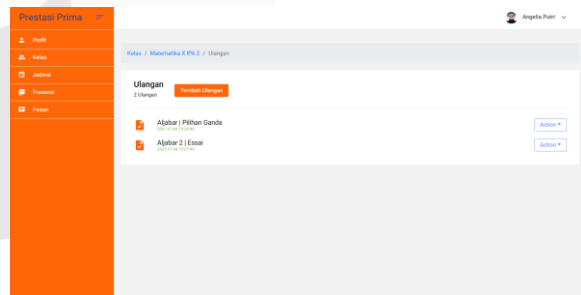 Prestasi Prima
Angelia Putri
Profil
Kelas
Jadwal
Presensi
Pesan
Kelas / Matematika X IPA 2 / Ulangan
Ulangan
2 Ulangan
Tambah Ulangan
Aljabar | Pilihan Ganda
Action
Aljabar 2 | Essai
Action